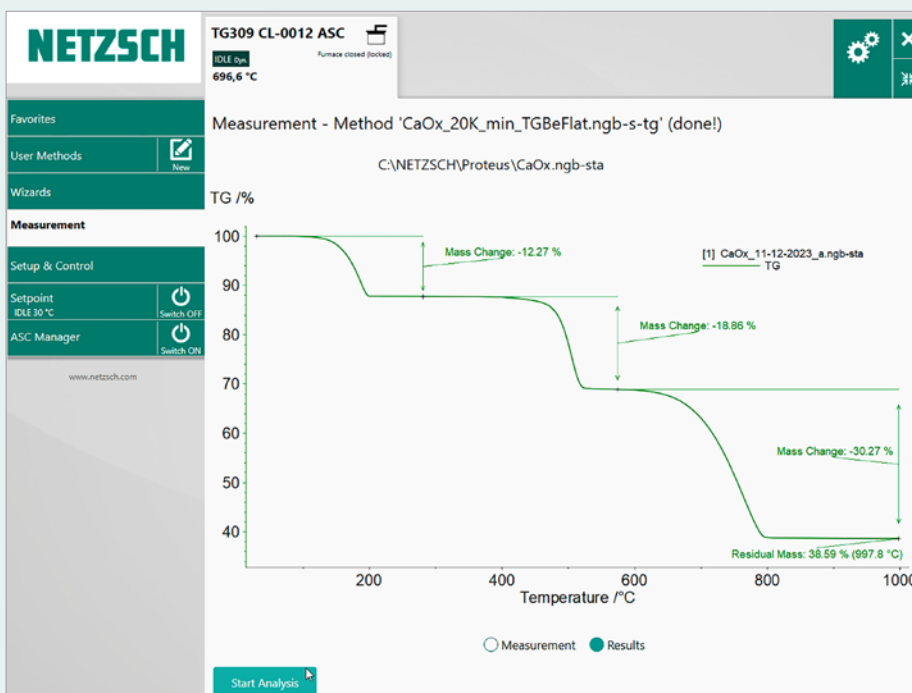 NETZSCH
TG309 CL-0012 ASC
IDLE Dyn.
Furnace closed (locked)
696,6 °C
Favorites
User Methods
New
Wizards
Measurement
Setup & Control
Setpoint
IDLE 30 °C
Switch OFF
ASC Manager
Switch ON
www.netzsch.com
Measurement - Method 'CaOx_20K_min_TGBeFlat.ngb-s-tg' (done!)
C:\NETZSCH\Proteus\CaOx.ngb-sta
TG /%
100
90
80
70
60
50
40
Mass Change: -12.27 %
[1] CaOx_11-12-2023_a.ngb-sta
TG
Mass Change: -18.86 %
Mass Change: -30.27 %
Residual Mass: 38.59 % (997.8 °C)
200
400
600
800
1000
Temperature /°C
Measurement
Results
Start Analysis